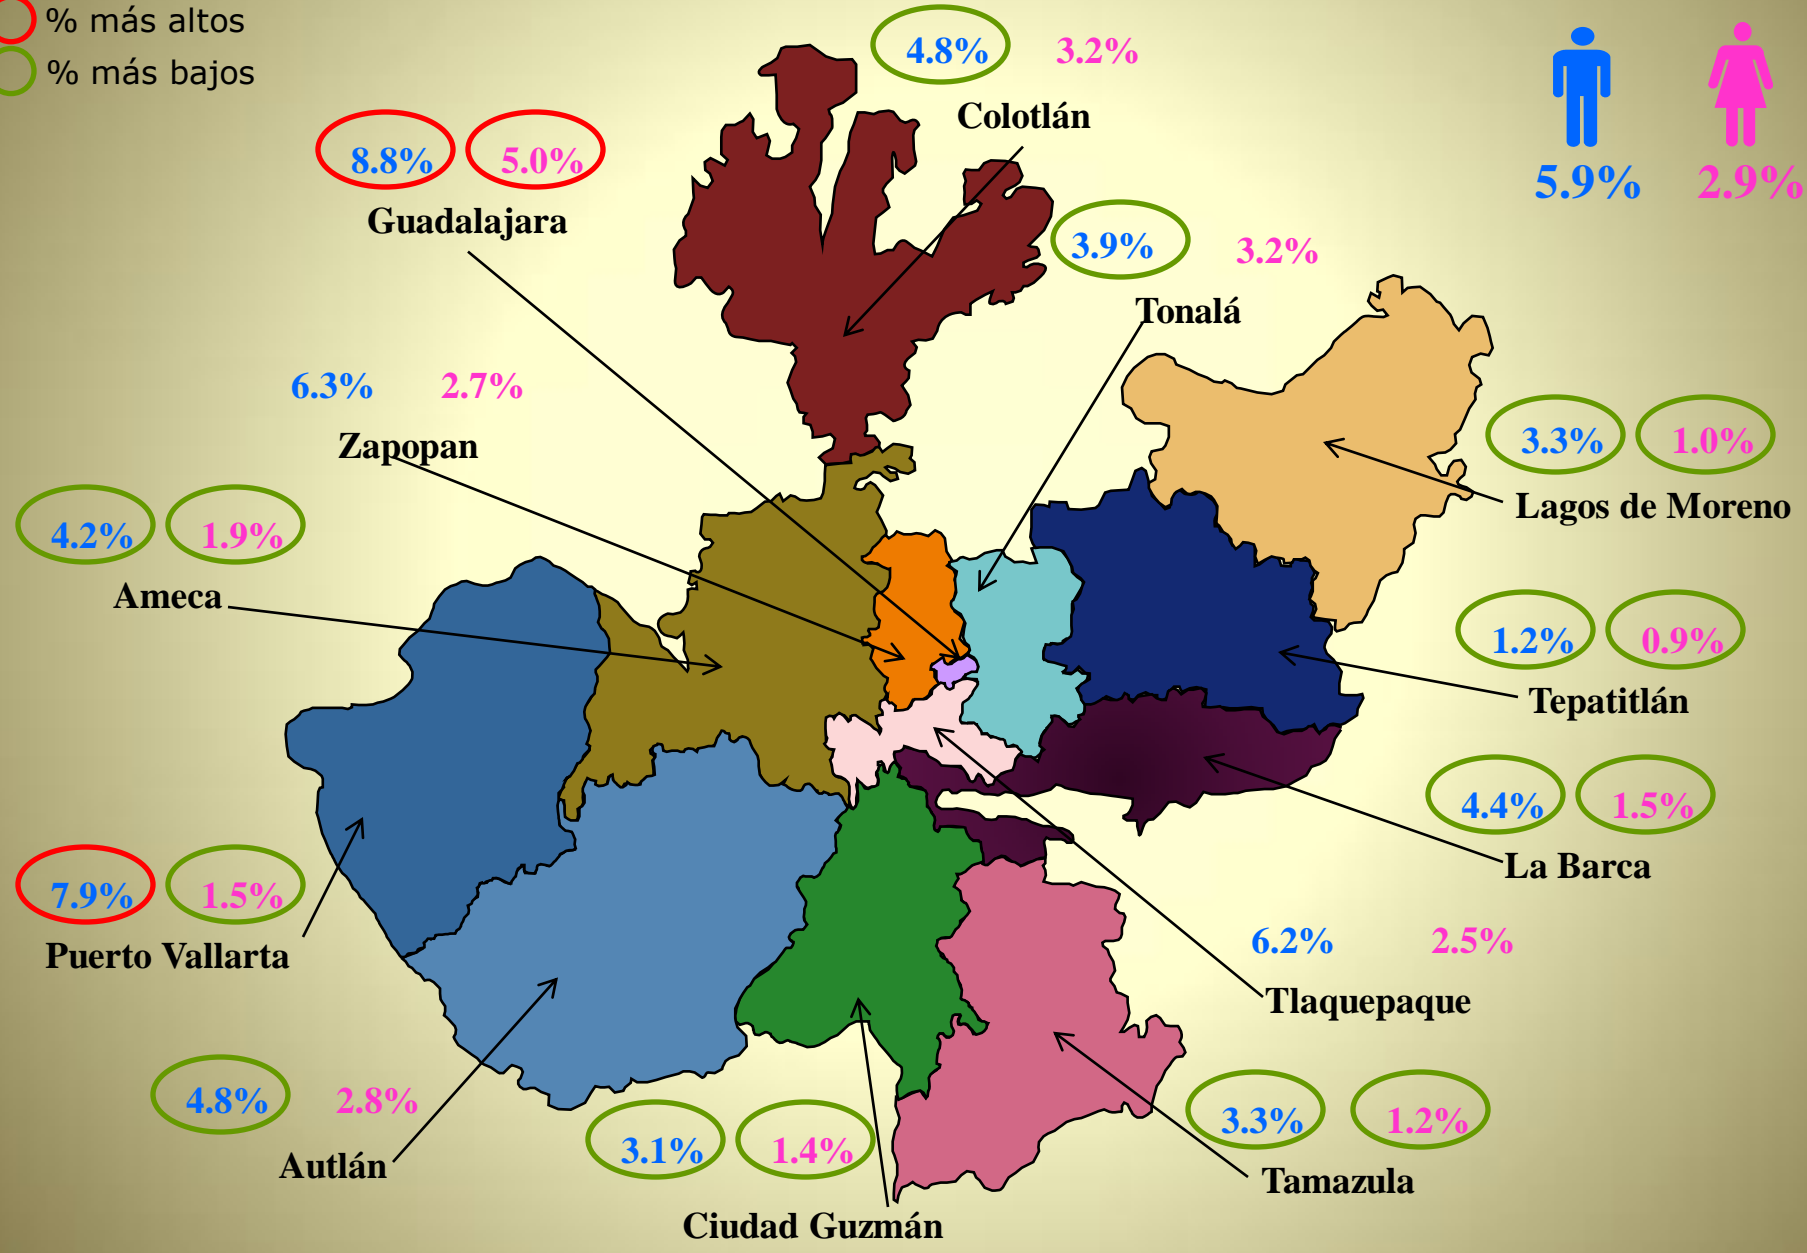 % más altos
% más bajos
4.8% 3.2%
Colotlán
5.9% 2.9%
8.8% 5.0%
Guadalajara
3.9% 3.2%
Tonalá
6.3% 2.7%
Zapopan
3.3% 1.0%
Lagos de Moreno
4.2% 1.9%
Ameca
1.2% 0.9%
Tepatitlán
4.4% 1.5%
La Barca
7.9% 1.5%
Puerto Vallarta
6.2% 2.5%
Tlaquepaque
4.8% 2.8%
Autlán
3.1% 1.4%
Ciudad Guzmán
3.3% 1.2%
Tamazula